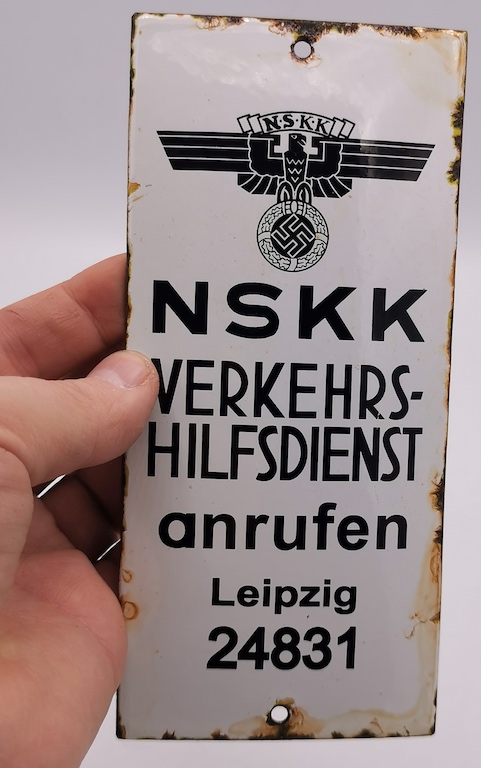 N·S·K·K
NSKK
VERKEHRS-
HILFSDIENST
anrufen
Leipzig
24831